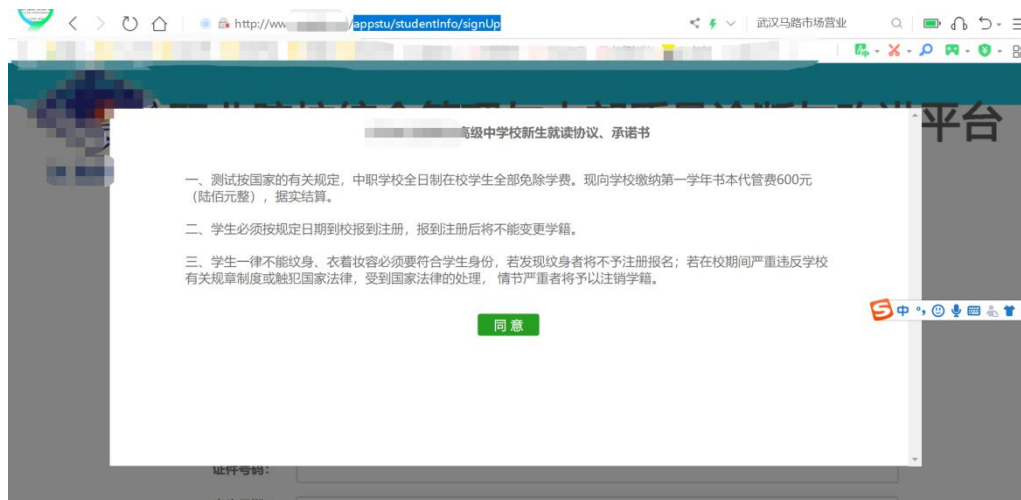 http://ww
/appstu/studentInfo/signUp
武汉马路市场营业
平台
高级中学校新生就读协议、承诺书
一、测试按国家的有关规定，中职学校全日制在校学生全部免除学费。现向学校缴纳第一学年书本代管费600元
（陆佰元整），据实结算。
二、学生必须按规定日期到校报到注册，报到注册后将不能变更学籍。
三、学生一律不能纹身、衣着妆容必须要符合学生身份，若发现纹身者将不予注册报名；若在校期间严重违反学校
有关规章制度或触犯国家法律，受到国家法律的处理， 情节严重者将予以注销学籍。
同意
中
证件号码：